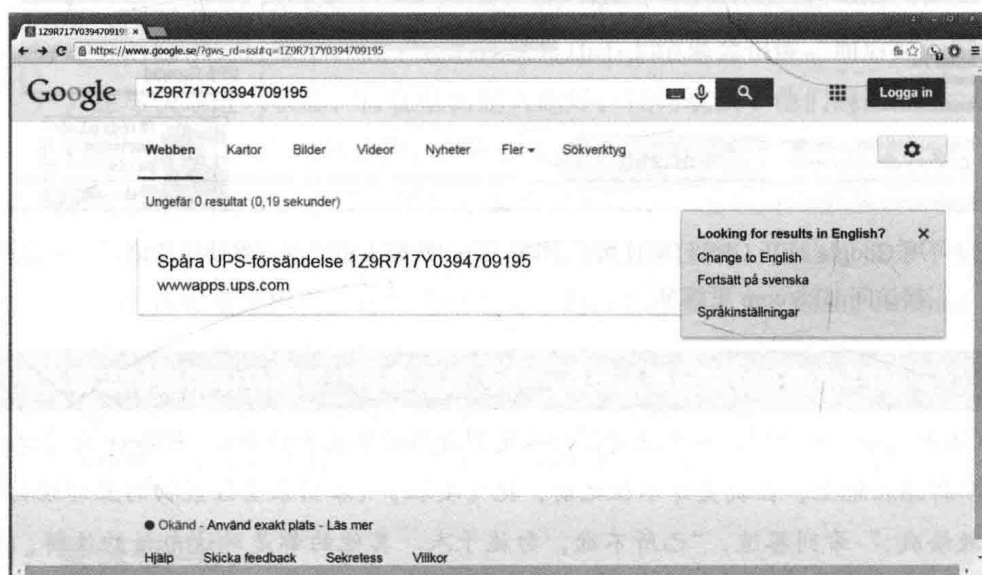 1Z9R717Y039470919 ×
https://www.google.se/?gws_rd=ssl#q=1Z9R717Y0394709195
Google 1Z9R717Y0394709195 Logga in
Webben Kartor Bilder Videor Nyheter Fler Sökverktyg
Ungefär 0 resultat (0,19 sekunder)
Looking for results in English? ×
Spåra UPS-försändelse 1Z9R717Y0394709195
Change to English
wwwapps.ups.com
Fortsätt på svenska
Språkinställningar
Okänd - Använd exakt plats - Läs mer
Hjälp Skicka feedback Sekretess Villkor